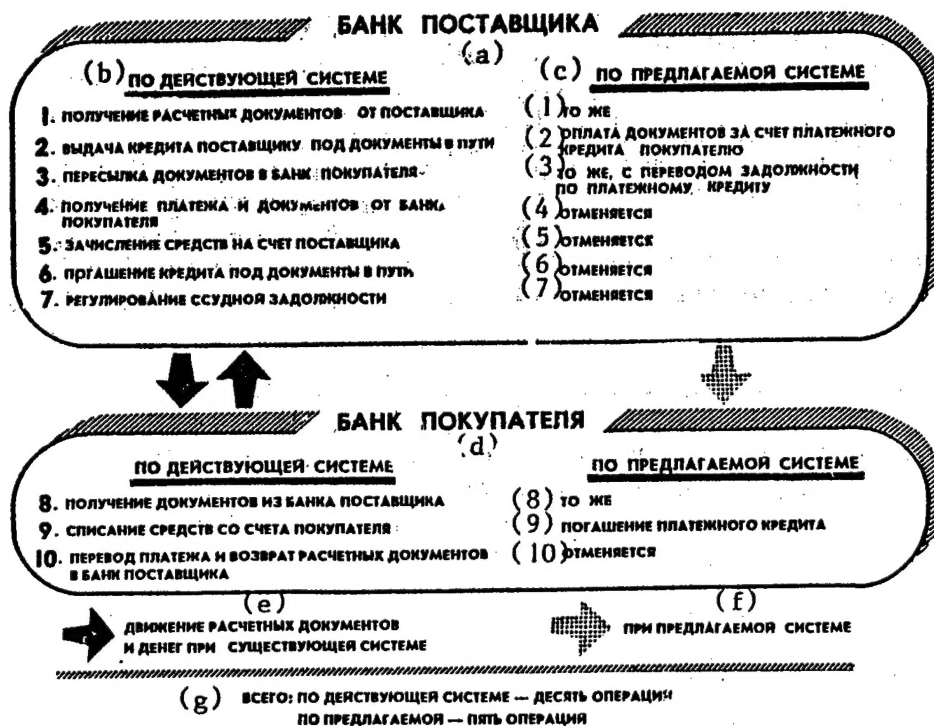 БАНК ПОСТАВЩИКА
(a)
(b) ПО ДЕЙСТВУЮЩЕЙ СИСТЕМЕ
1. ПОЛУЧЕНИЕ РАСЧЕТНЫХ ДОКУМЕНТОВ ОТ ПОСТАВЩИКА
2. ВЫДАЧА КРЕДИТА ПОСТАВЩИКУ ПОД ДОКУМЕНТЫ В ПУТИ
3. ПЕРЕСЫЛКА ДОКУМЕНТОВ В БАНК ПОКУПАТЕЛЯ
4. ПОЛУЧЕНИЕ ПЛАТЕЖА И ДОКУМЕНТОВ ОТ БАНКА
ПОКУПАТЕЛЯ
5. ЗАЧИСЛЕНИЕ СРЕДСТВ НА СЧЕТ ПОСТАВЩИКА
6. ПОГАШЕНИЕ КРЕДИТА ПОД ДОКУМЕНТЫ В ПУТИ
7. РЕГУЛИРОВАНИЕ ССУДНОЙ ЗАДОЛЖНОСТИ
(c) ПО ПРЕДЛАГАЕМОЙ СИСТЕМЕ
(1) ТО ЖЕ
(2) ОПЛАТА ДОКУМЕНТОВ ЗА СЧЕТ ПЛАТЕЖНОГО
КРЕДИТА ПОКУПАТЕЛЮ
(3) ТО ЖЕ, С ПЕРЕВОДОМ ЗАДОЛЖНОСТИ
ПО ПЛАТЕЖНОМУ КРЕДИТУ
(4) ОТМЕНЯЕТСЯ
(5) ОТМЕНЯЕТСЯ
(6) ОТМЕНЯЕТСЯ
(7) ОТМЕНЯЕТСЯ
БАНК ПОКУПАТЕЛЯ
(d)
ПО ДЕЙСТВУЮЩЕЙ СИСТЕМЕ
8. ПОЛУЧЕНИЕ ДОКУМЕНТОВ ИЗ БАНКА ПОСТАВЩИКА
9. СПИСАНИЕ СРЕДСТВ СО СЧЕТА ПОКУПАТЕЛЯ
10. ПЕРЕВОД ПЛАТЕЖА И ВОЗВРАТ РАСЧЕТНЫХ ДОКУМЕНТОВ
В БАНК ПОСТАВЩИКА
ПО ПРЕДЛАГАЕМОЙ СИСТЕМЕ
(8) ТО ЖЕ
(9) ПОГАШЕНИЕ ПЛАТЕЖНОГО КРЕДИТА
(10) ОТМЕНЯЕТСЯ
(e)
ДВИЖЕНИЕ РАСЧЕТНЫХ ДОКУМЕНТОВ
И ДЕНЕГ ПРИ СУЩЕСТВУЮЩЕЙ СИСТЕМЕ
(f)
ПРИ ПРЕДЛАГАЕМОЙ СИСТЕМЕ
(g) ВСЕГО: ПО ДЕЙСТВУЮЩЕЙ СИСТЕМЕ — ДЕСЯТЬ ОПЕРАЦИЙ
ПО ПРЕДЛАГАЕМОЙ — ПЯТЬ ОПЕРАЦИЙ